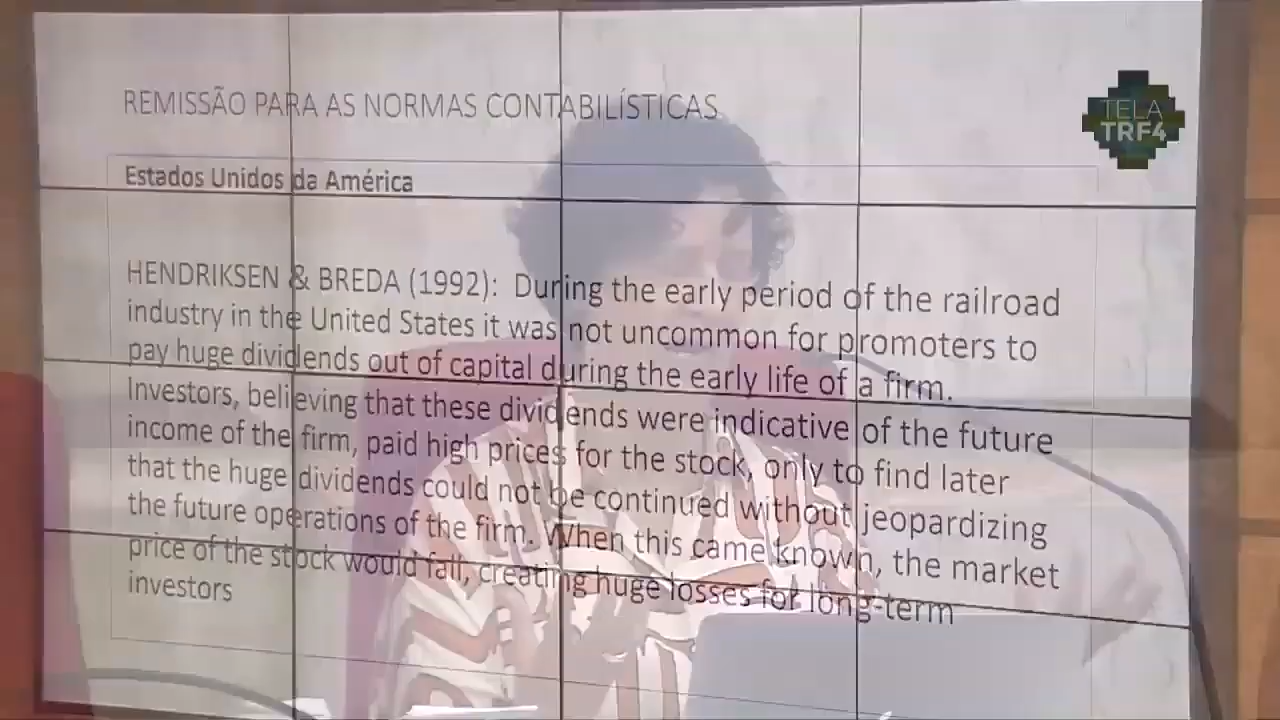 REMISSÃO PARA AS NORMAS CONTABILÍSTICAS
TELA
TRF4
Estados Unidos da América
HENDRIKSEN & BREDA (1992): During the early period of the railroad
industry in the United States it was not uncommon for promoters to
pay huge dividends out of capital during the early life of a firm.
Investors, believing that these dividends were indicative of the future
income of the firm, paid high prices for the stock, only to find later
that the huge dividends could not be continued without jeopardizing
the future operations of the firm. When this came known, the market
price of the stock would fall, creating huge losses for long-term
investors